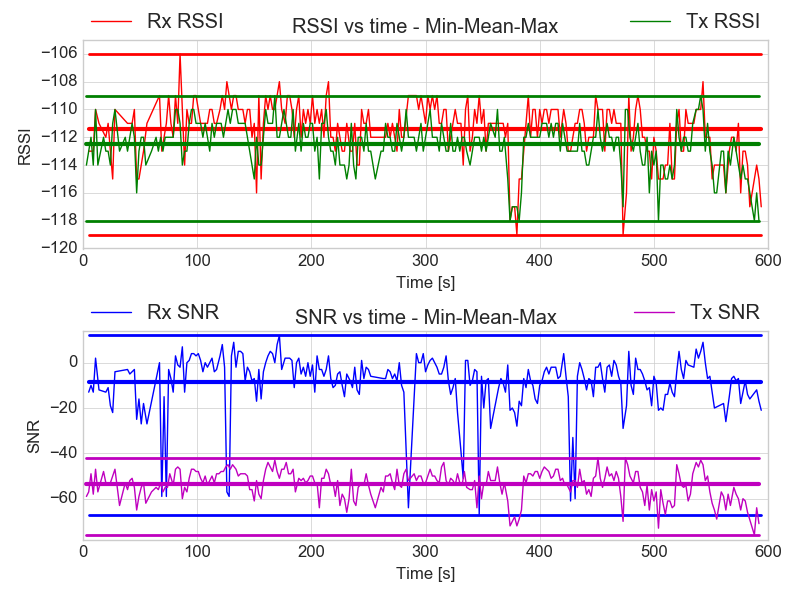 Rx RSSI
RSSI vs time - Min-Mean-Max
Tx RSSI
−106
−108
−110
−112
−114
−116
−118
−120
RSSI
0 100 200 300 400 500 600
Time [s]
Rx SNR
SNR vs time - Min-Mean-Max
Tx SNR
0
−20
−40
−60
SNR
0 100 200 300 400 500 600
Time [s]